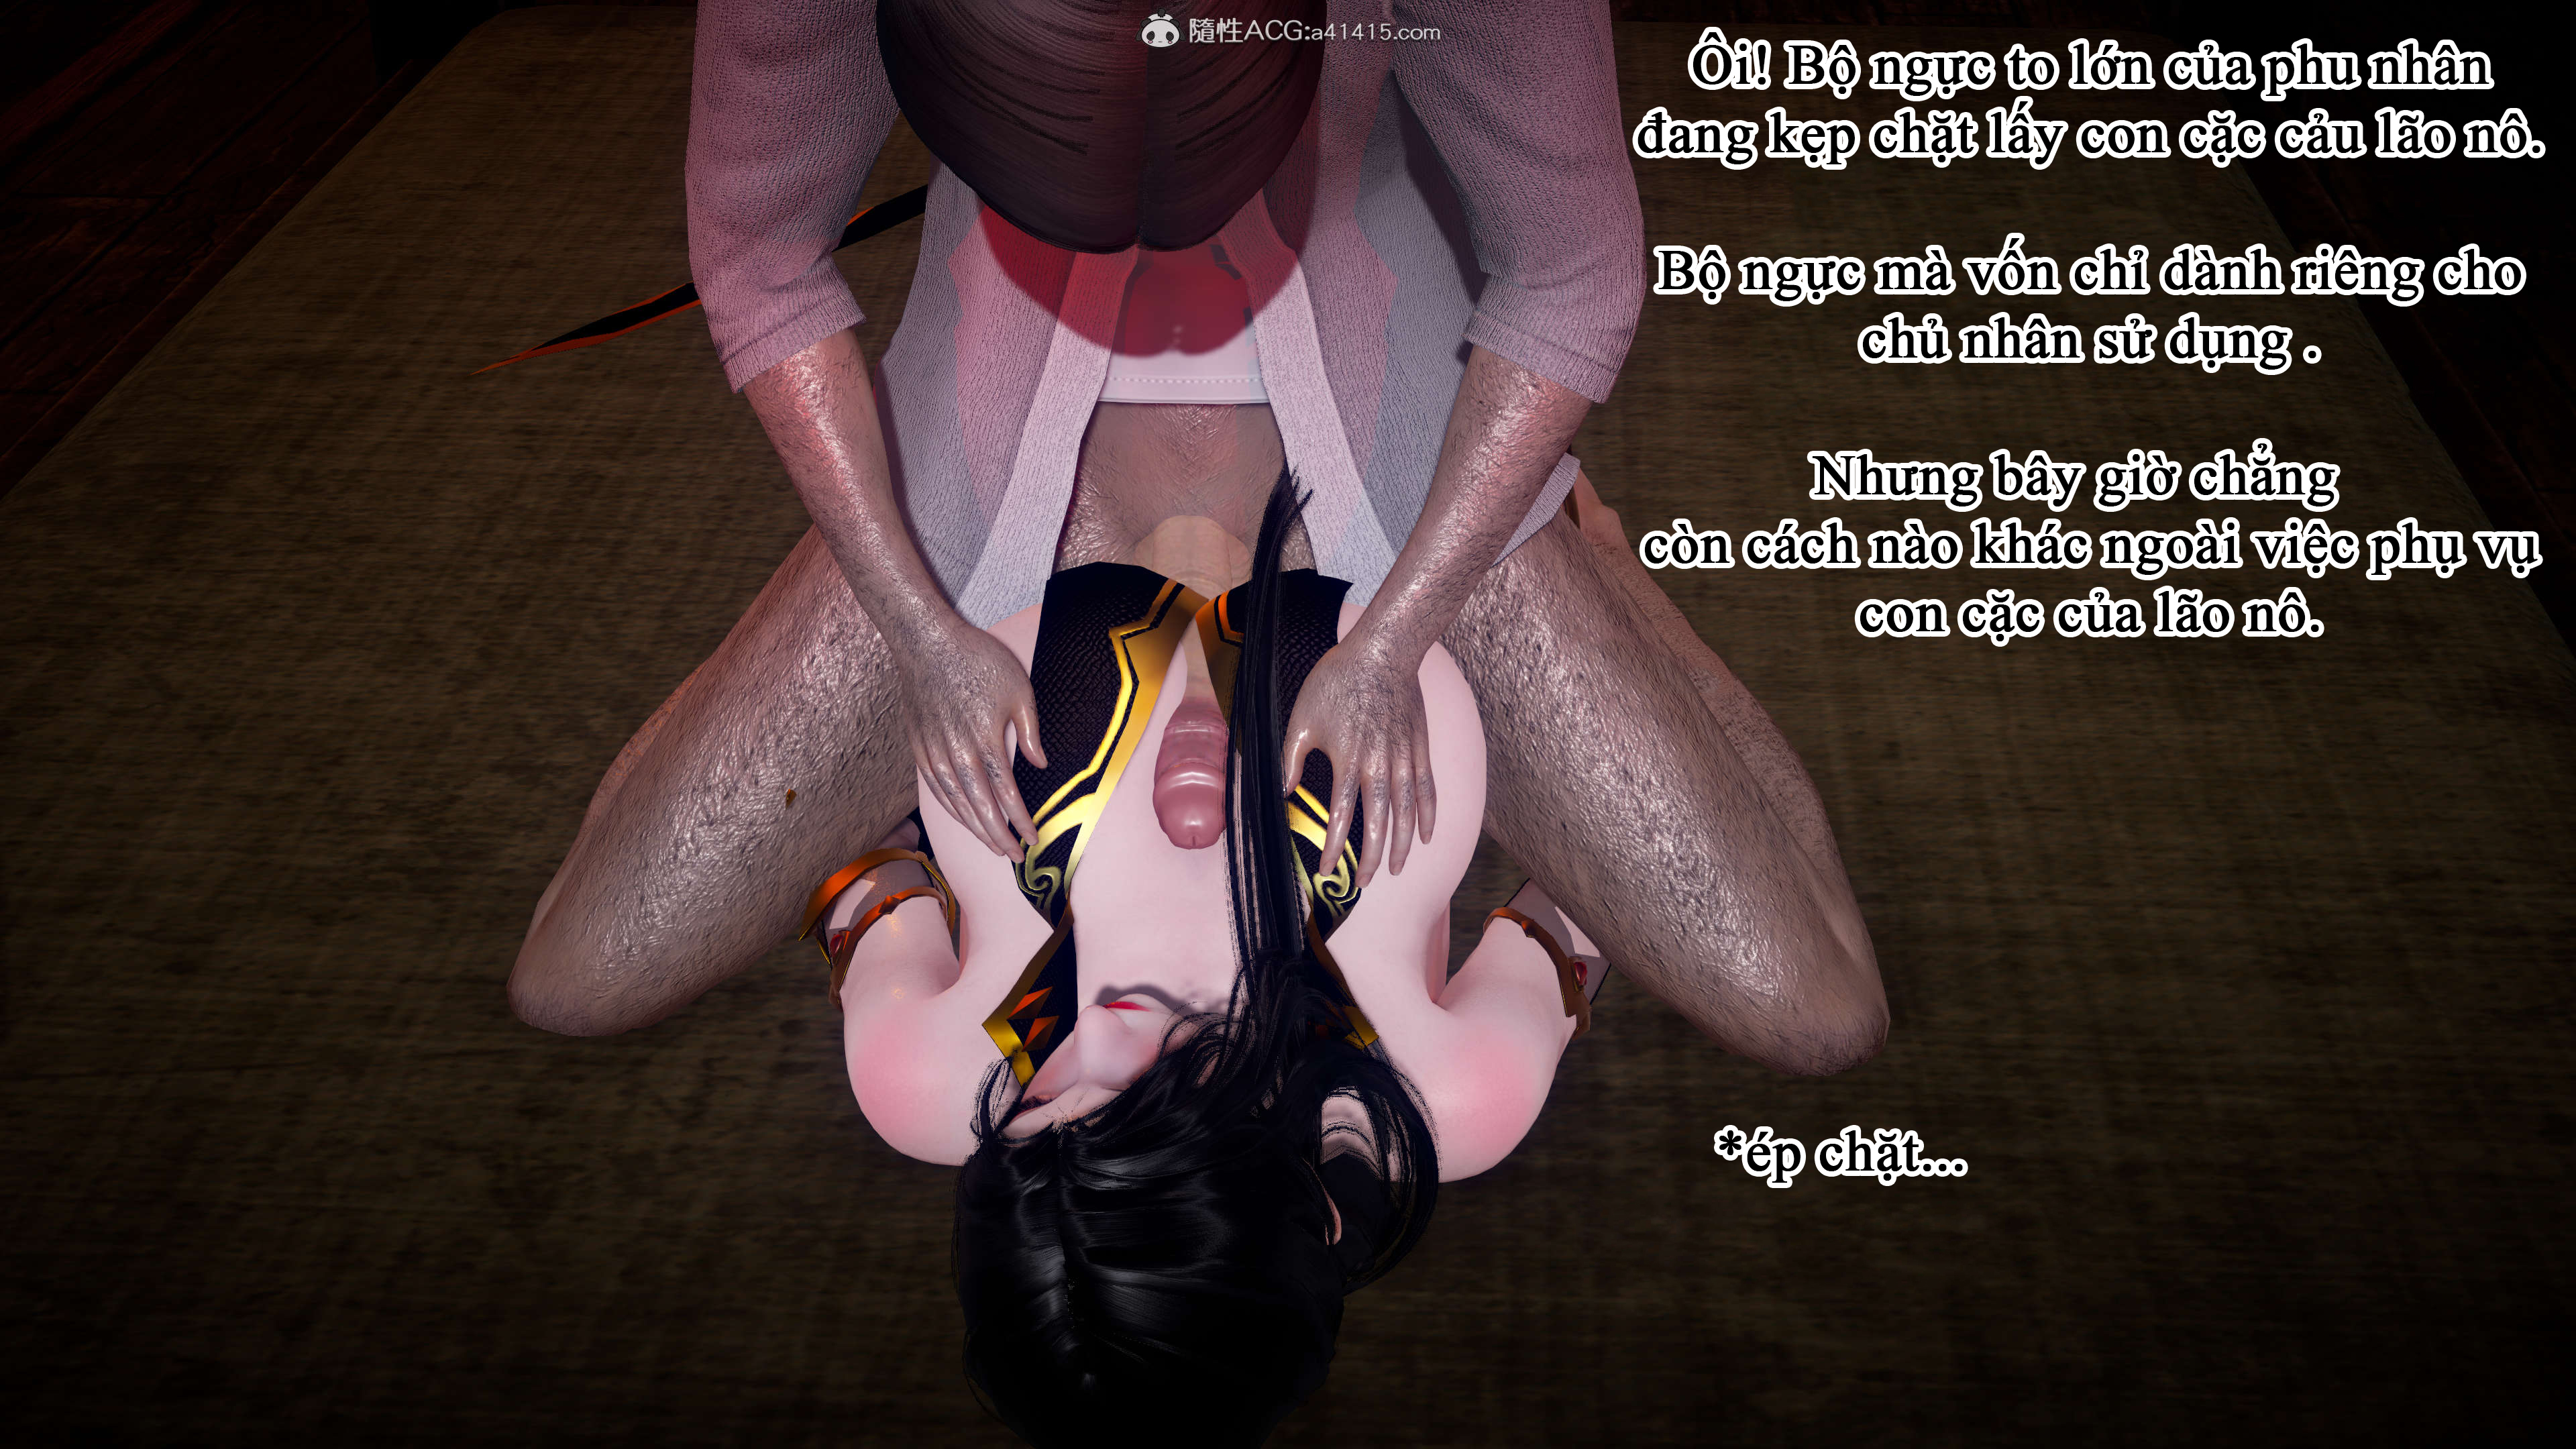 隨性ACG:a41415.com
Ôi! Bộ ngực to lớn của phu nhân
đang kẹp chặt lấy con cặc cảu lão nô.
Bộ ngực mà vốn chỉ dành riêng cho
chủ nhân sử dụng .
Nhưng bây giờ chẳng
còn cách nào khác ngoài việc phụ vụ
con cặc của lão nô.
*ép chặt...